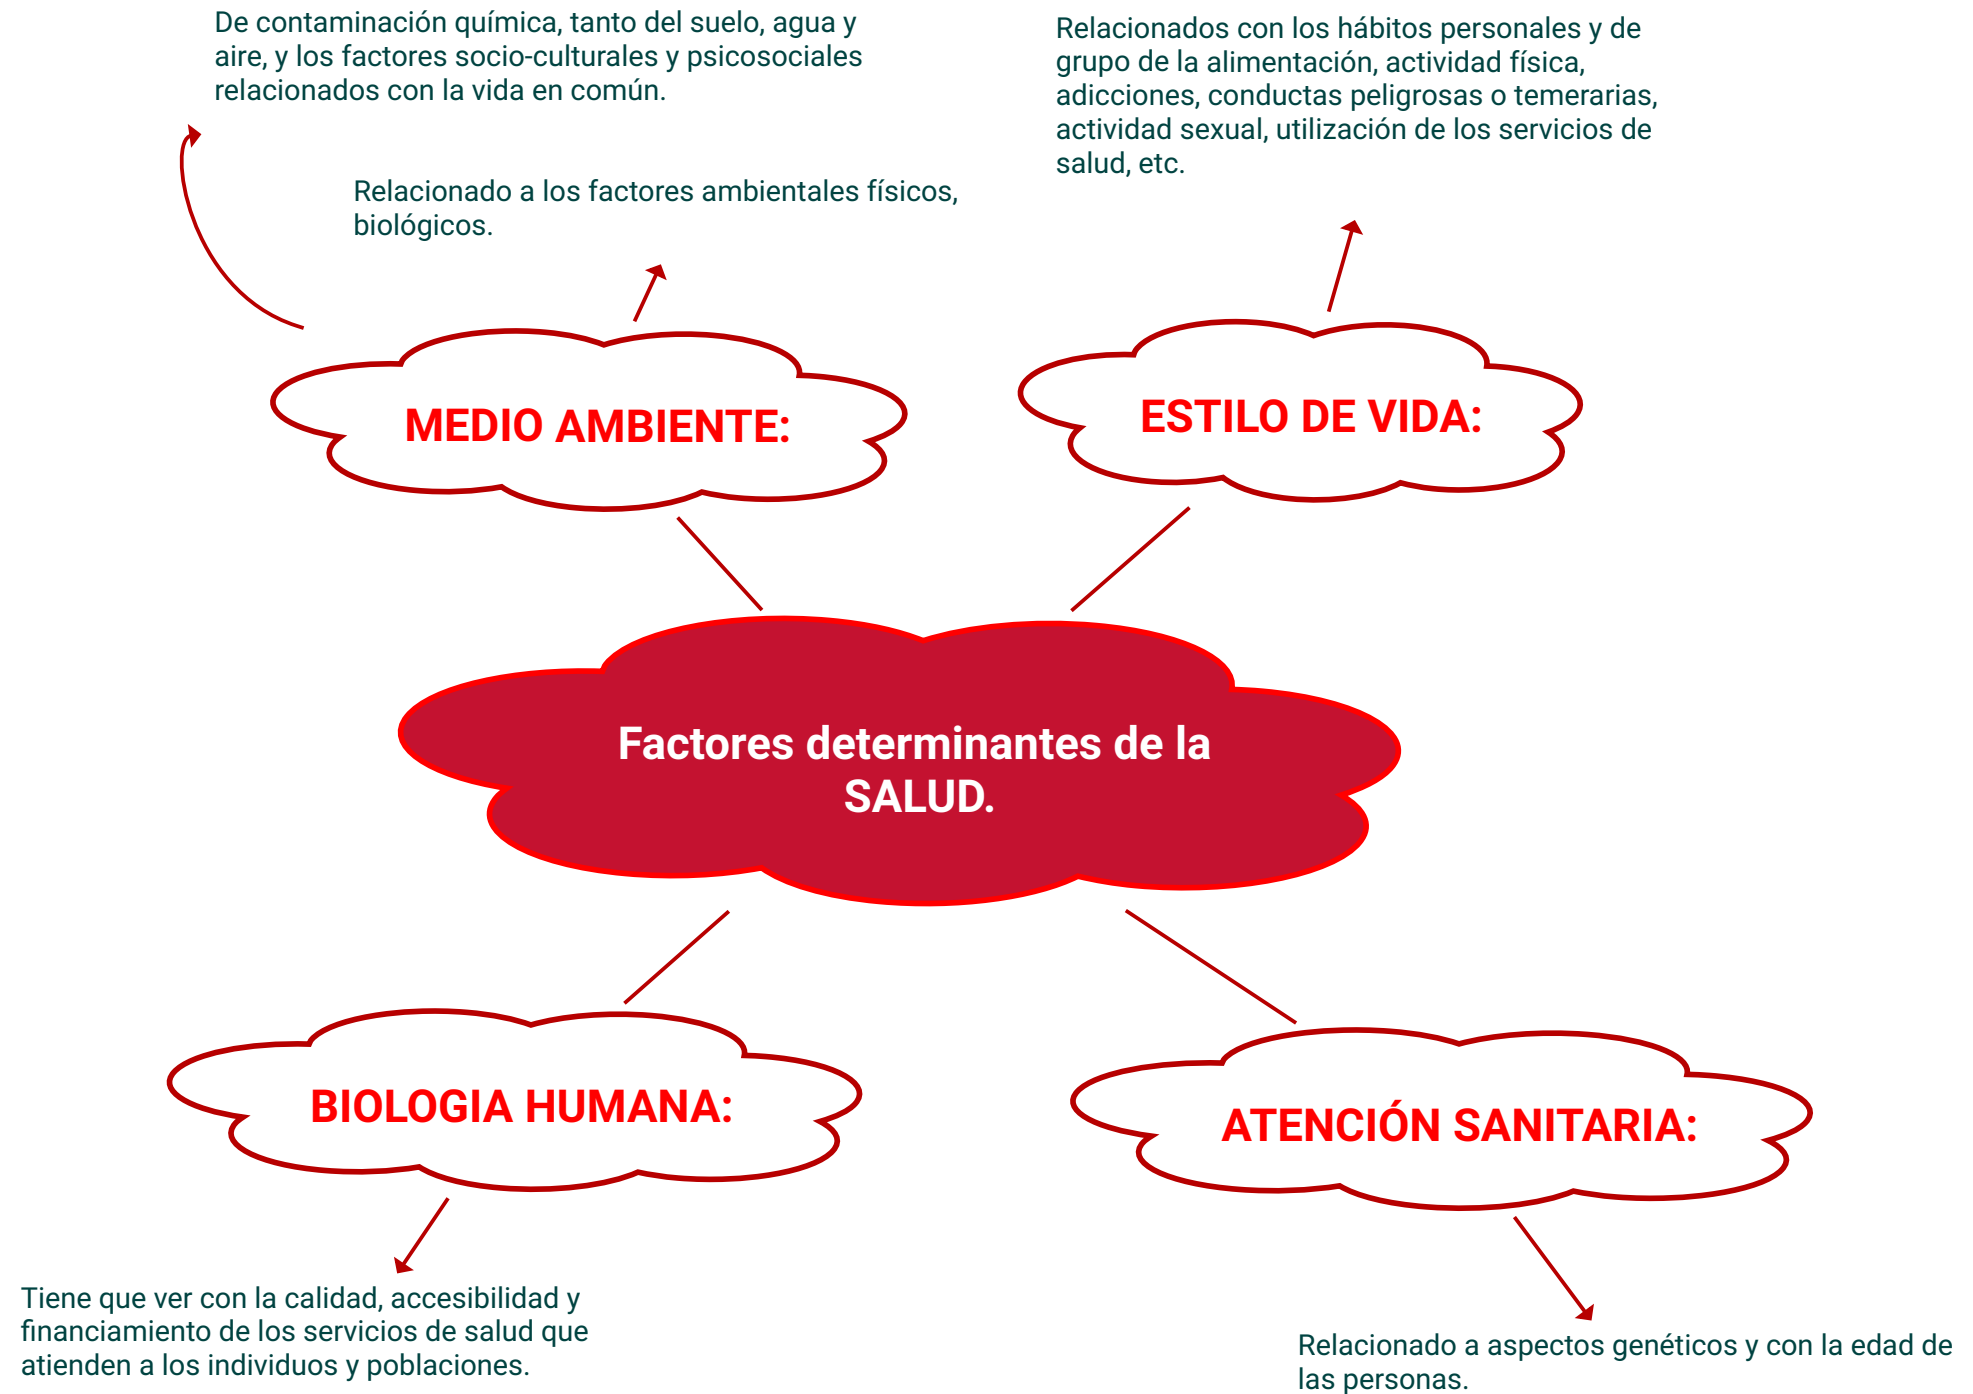 De contaminación química, tanto del suelo, agua y
aire, y los factores socio-culturales y psicosociales
relacionados con la vida en común.
Relacionados con los hábitos personales y de
grupo de la alimentación, actividad física,
adicciones, conductas peligrosas o temerarias,
actividad sexual, utilización de los servicios de
salud, etc.
Relacionado a los factores ambientales físicos,
biológicos.
MEDIO AMBIENTE:
ESTILO DE VIDA:
Factores determinantes de la
SALUD.
BIOLOGIA HUMANA:
ATENCIÓN SANITARIA:
Tiene que ver con la calidad, accesibilidad y
financiamiento de los servicios de salud que
atienden a los individuos y poblaciones.
Relacionado a aspectos genéticos y con la edad de
las personas.